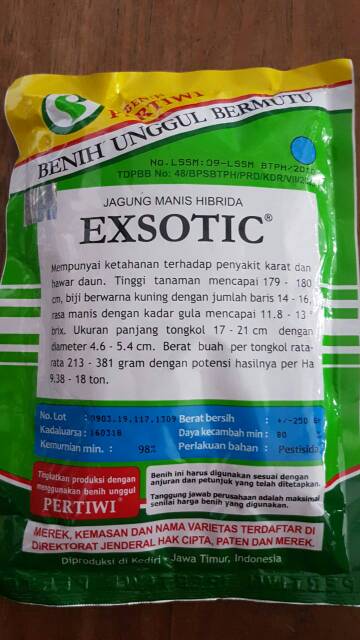 BENIH
PERTIWI
BENIH UNGGUL BERMUTU
No.LSSM:09-LSSM BTPH/2010
TDPBB No: 48/BPSBTPH/PRD/KDR/VII/20
JAGUNG MANIS HIBRIDA
EXSOTIC®
Mempunyai ketahanan terhadap penyakit karat dan
hawar daun. Tinggi tanaman mencapai 179 - 180
cm, biji berwarna kuning dengan jumlah baris 14 - 16,
rasa manis dengan kadar gula mencapai 11.8 - 13 °
brix. Ukuran panjang tongkol 17 - 21 cm dengan
diameter 4.6 - 5.4 cm. Berat buah per tongkol rata-
rata 213 - 381 gram dengan potensi hasilnya per Ha
9.38 - 18 ton.
No. Lot : 0903.19.117.1309 Berat bersih : +/-250 Gr
Kadaluarsa : 160318 Daya kecambah min : 80
Kemurnian min. : 98% Perlakuan bahan : Pestisida
Tingkatkan produksi dengan
menggunakan benih unggul
PERTIWI®
Benih ini harus digunakan sesuai dengan
anjuran dan petunjuk yang telah ditetapkan.
Tanggung jawab perusahaan adalah maksimal
senilai harga benih yang digunakan.
MEREK, KEMASAN DAN NAMA VARIETAS TERDAFTAR DI
DIREKTORAT JENDERAL HAK CIPTA, PATEN DAN MEREK.
Diproduksi di Kediri - Jawa Timur, Indonesia